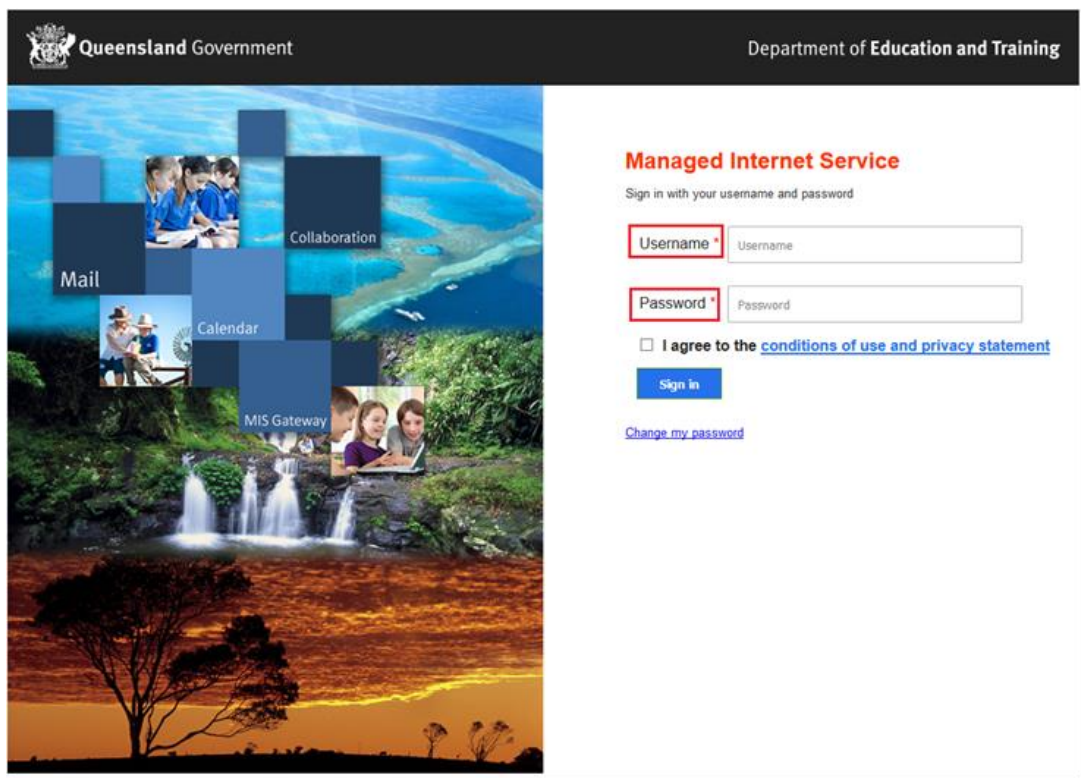 Queensland Government
Department of Education and Training
Collaboration
Mail
Calendar
MIS Gateway
Managed Internet Service
Sign in with your username and password
Username * Username
Password * Password
I agree to the conditions of use and privacy statement
Sign in
Change my password